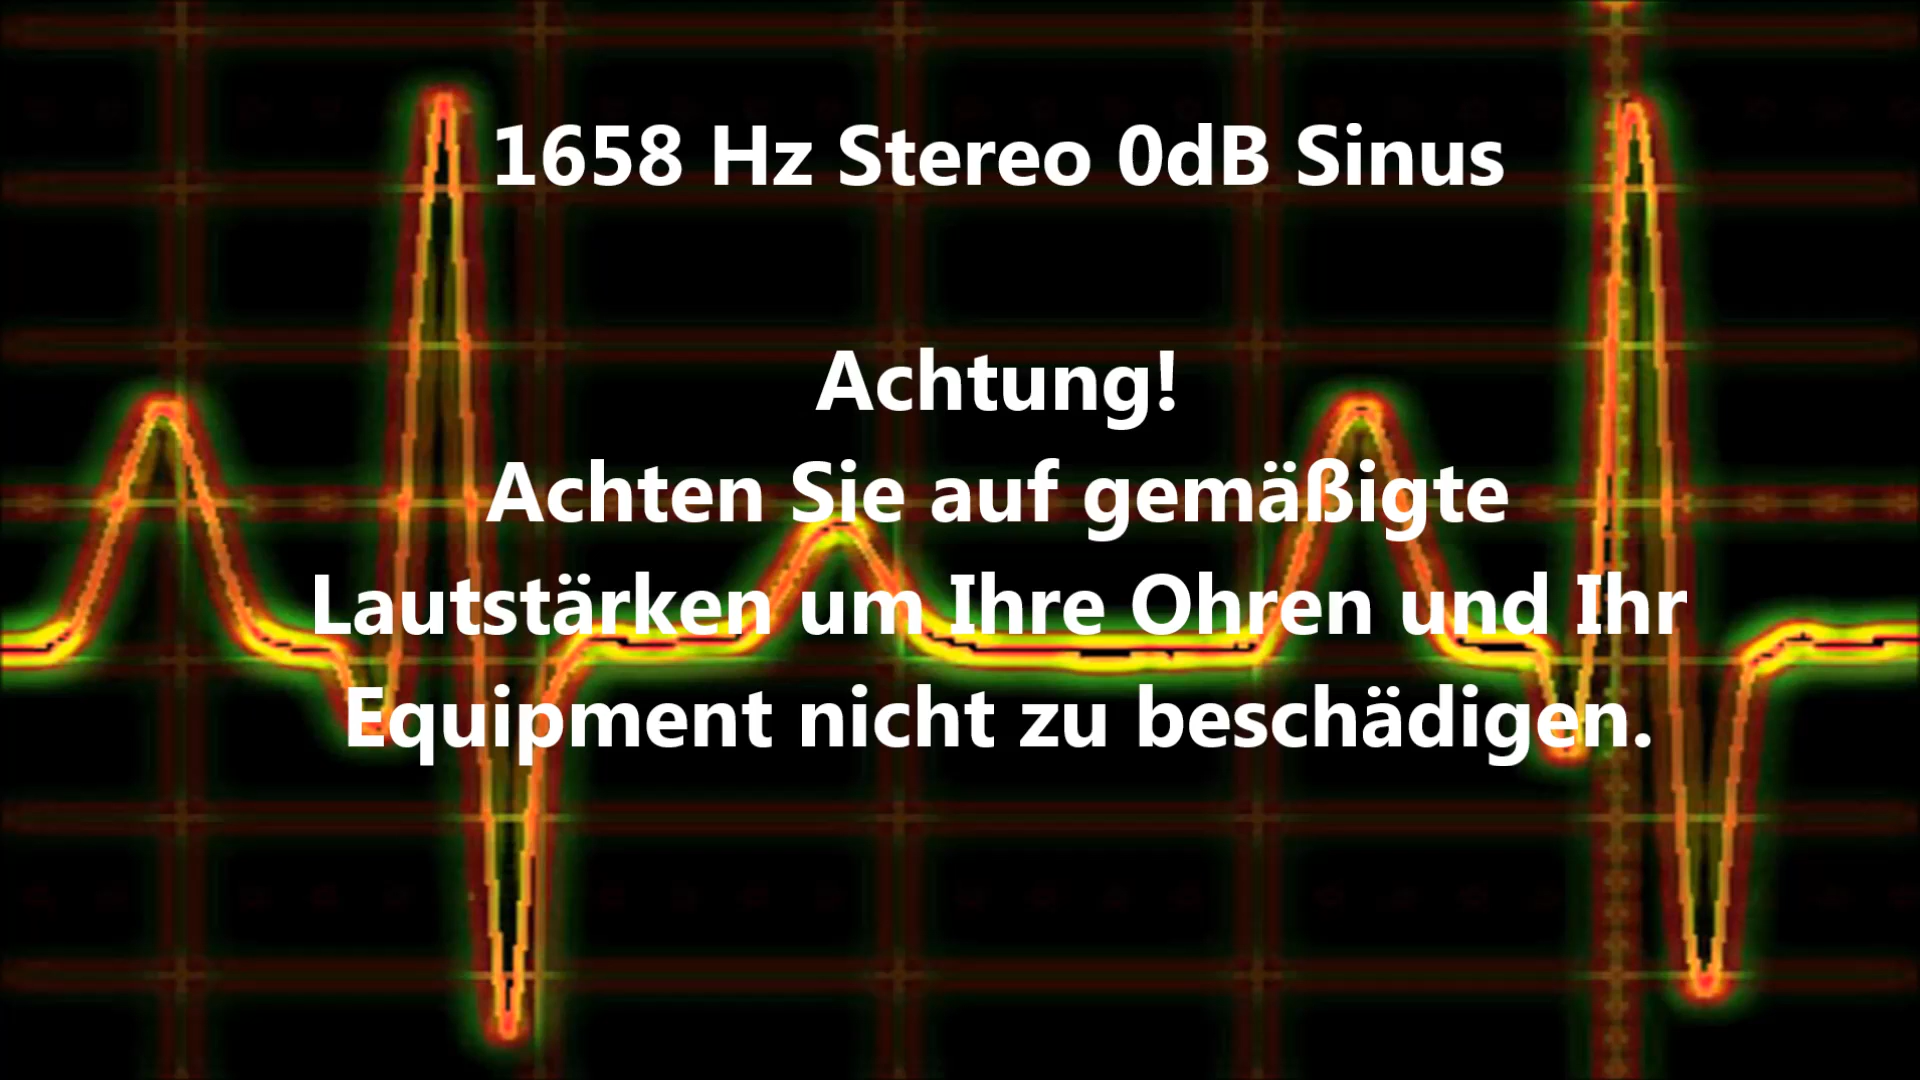 1658 Hz Stereo 0dB Sinus
Achtung!
Achten Sie auf gemäßigte
Lautstärken um Ihre Ohren und Ihr
Equipment nicht zu beschädigen.